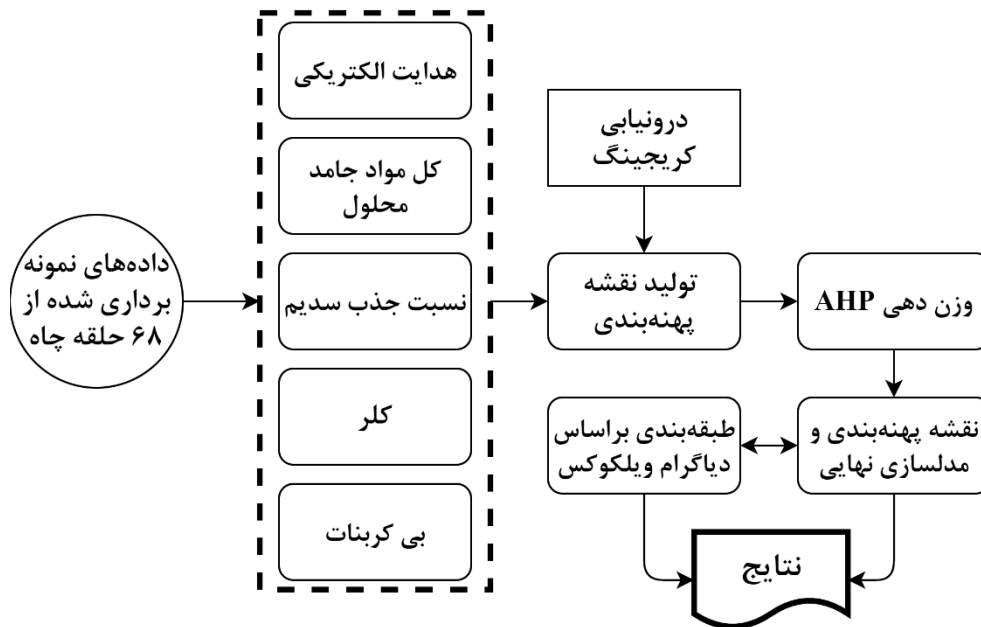 داده‌های نمونه
برداری شده از
۶۸ حلقه چاه
هدایت الکتریکی
کل مواد جامد
محلول
نسبت جذب سدیم
کلر
بی کربنات
درونیابی
کریجینگ
تولید نقشه
پهنه‌بندی
وزن دهی AHP
نقشه پهنه‌بندی و
مدلسازی نهایی
طبقه‌بندی براساس
دیاگرام ویلکوکس
نتایج